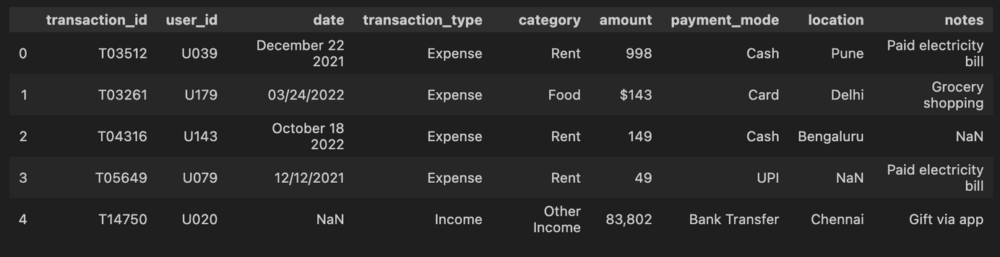 transaction_id user_id date transaction_type category amount payment_mode location notes
0 T03512 U039 December 22 2021 Expense Rent 998 Cash Pune Paid electricity bill
1 T03261 U179 03/24/2022 Expense Food $143 Card Delhi Grocery shopping
2 T04316 U143 October 18 2022 Expense Rent 149 Cash Bengaluru NaN
3 T05649 U079 12/12/2021 Expense Rent 49 UPI NaN Paid electricity bill
4 T14750 U020 NaN Income Other Income 83,802 Bank Transfer Chennai Gift via app